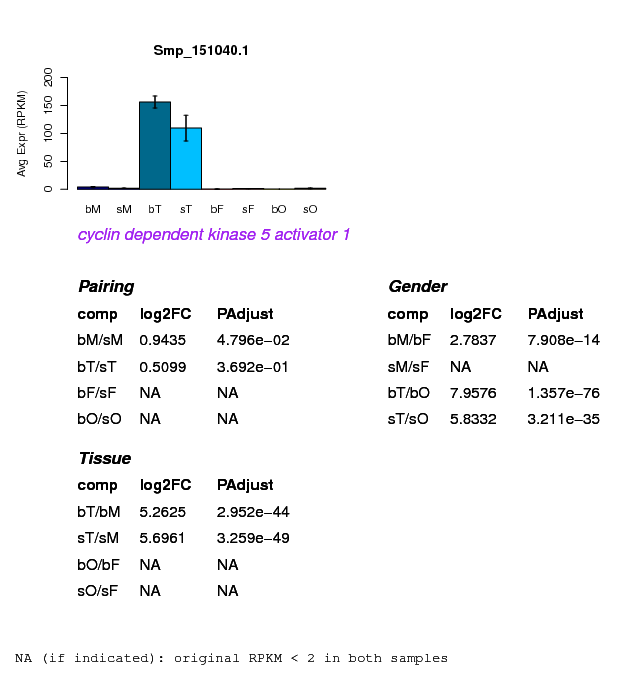 Smp_151040.1
Avg Expr (RPKM)
0 50 100 150 200
bM sM bT sT bF sF bO sO
cyclin dependent kinase 5 activator 1
Pairing
comp log2FC PAdjust
bM/sM 0.9435 4.796e−02
bT/sT 0.5099 3.692e−01
bF/sF NA NA
bO/sO NA NA
Gender
comp log2FC PAdjust
bM/bF 2.7837 7.908e−14
sM/sF NA NA
bT/bO 7.9576 1.357e−76
sT/sO 5.8332 3.211e−35
Tissue
comp log2FC PAdjust
bT/bM 5.2625 2.952e−44
sT/sM 5.6961 3.259e−49
bO/bF NA NA
sO/sF NA NA
NA (if indicated): original RPKM < 2 in both samples